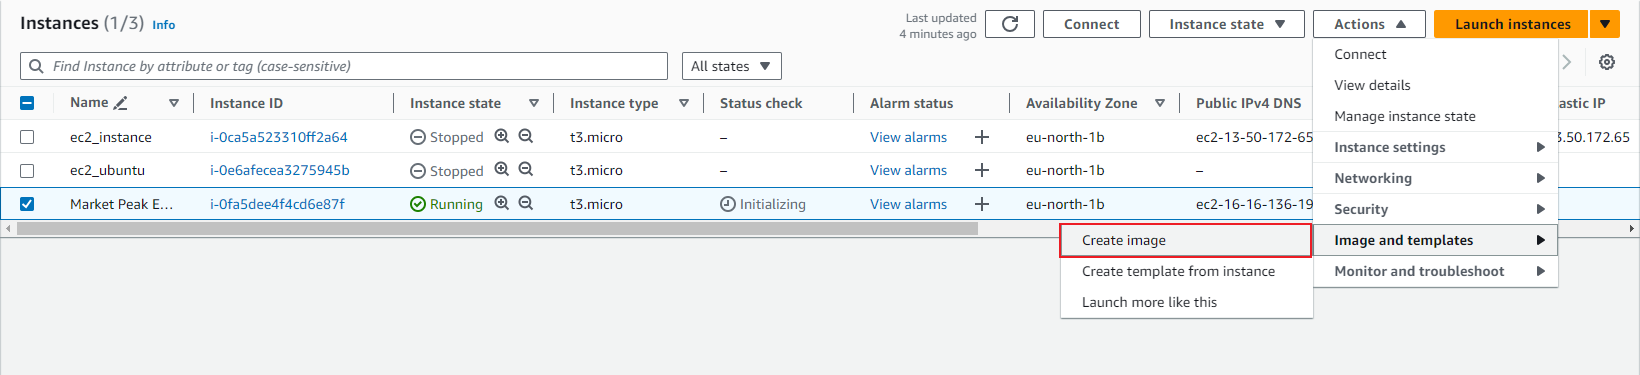 Instances (1/3) Info
Last updated
4 minutes ago
Connect
Instance state
Actions
Launch instances
Find Instance by attribute or tag (case-sensitive)
All states
Name Instance ID Instance state Instance type Status check Alarm status Availability Zone Public IPv4 DNS astic IP
ec2_instance i-0ca5a523310ff2a64 Stopped t3.micro – View alarms + eu-north-1b ec2-13-50-172-65 3.50.172.65
ec2_ubuntu i-0e6afecea3275945b Stopped t3.micro – View alarms + eu-north-1b –
Market Peak E... i-0fa5dee4f4cd6e87f Running t3.micro Initializing View alarms + eu-north-1b ec2-16-16-136-19
Connect
View details
Manage instance state
Instance settings
Networking
Security
Image and templates
Monitor and troubleshoot
Create image
Create template from instance
Launch more like this